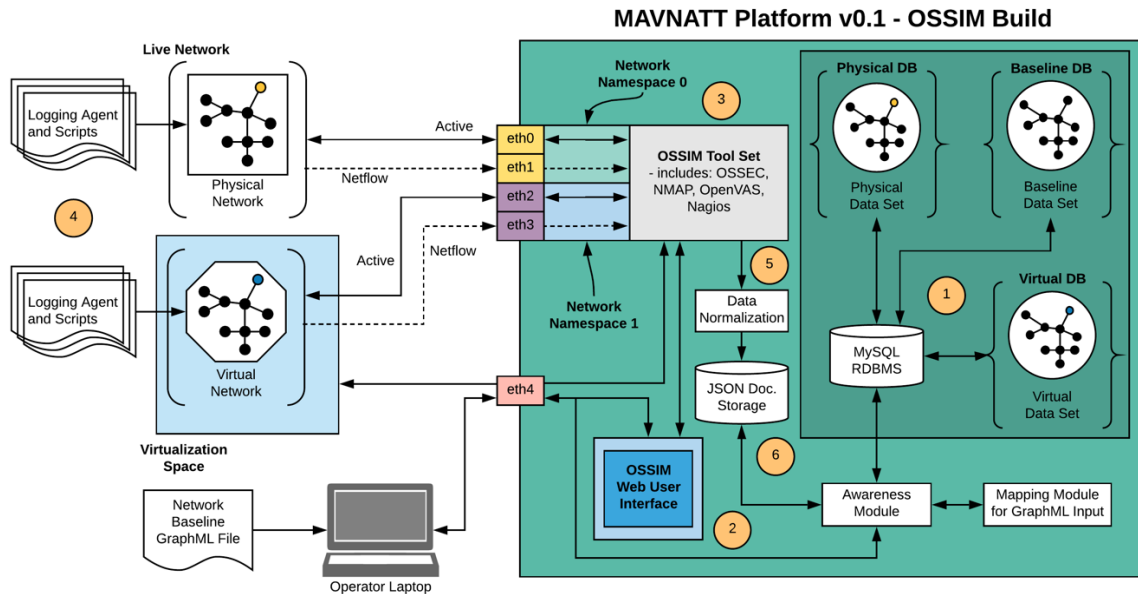 MAVNATT Platform v0.1 - OSSIM Build
Live Network
Logging Agent
and Scripts
Physical
Network
Active
Netflow
4
Logging Agent
and Scripts
Virtual
Network
Active
Netflow
Virtualization
Space
Network
Baseline
GraphML File
Operator Laptop
Network
Namespace 0
3
eth0
eth1
eth2
eth3
OSSIM Tool Set
- includes: OSSEC,
NMAP, OpenVAS,
Nagios
Network
Namespace 1
5
Data
Normalization
eth4
JSON Doc.
Storage
6
OSSIM
Web User
Interface
2
Physical DB
Physical
Data Set
Baseline DB
Baseline
Data Set
1
Virtual DB
Virtual
Data Set
MySQL
RDBMS
Awareness
Module
Mapping Module
for GraphML Input